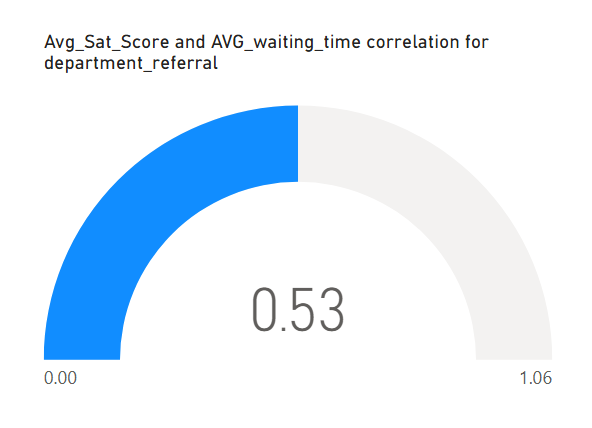 Avg_Sat_Score and AVG_waiting_time correlation for
department_referral
0.53
0.00
1.06